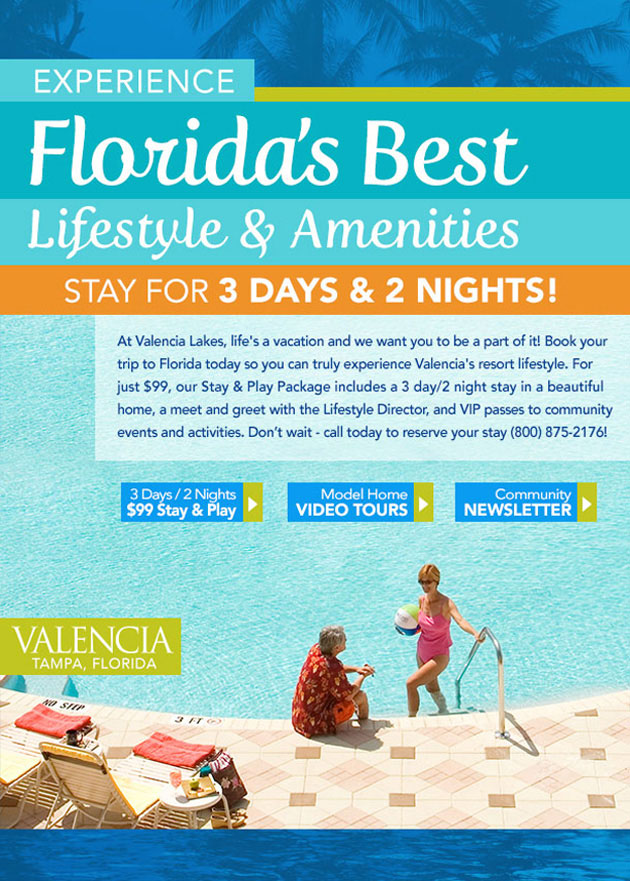 EXPERIENCE
Florida's Best
Lifestyle & Amenities
STAY FOR 3 DAYS & 2 NIGHTS!
At Valencia Lakes, life's a vacation and we want you to be a part of it! Book your
trip to Florida today so you can truly experience Valencia's resort lifestyle. For
just $99, our Stay & Play Package includes a 3 day/2 night stay in a beautiful
home, a meet and greet with the Lifestyle Director, and VIP passes to community
events and activities. Don't wait - call today to reserve your stay (800) 875-2176!
3 Days / 2 Nights
$99 Stay & Play
Model Home
VIDEO TOURS
Community
NEWSLETTER
VALENCIA
TAMPA, FLORIDA
NO STEP
3 FT